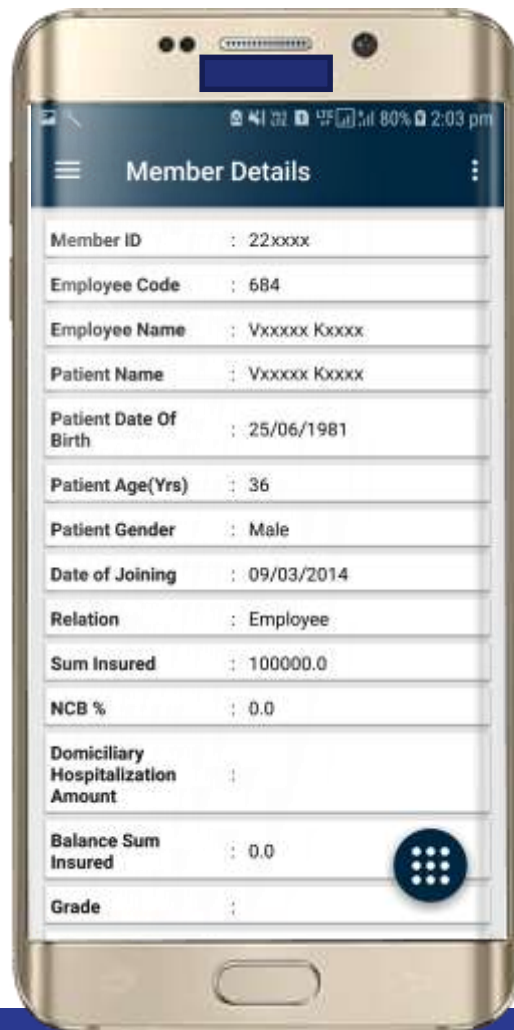 80% 2:03 pm
Member Details
Member ID : 22xxxx
Employee Code : 684
Employee Name : Vxxxxx Kxxxx
Patient Name : Vxxxxx Kxxxx
Patient Date Of
Birth : 25/06/1981
Patient Age(Yrs) : 36
Patient Gender : Male
Date of Joining : 09/03/2014
Relation : Employee
Sum Insured : 100000.0
NCB % : 0.0
Domiciliary
Hospitalization :
Amount
Balance Sum
Insured : 0.0
Grade :